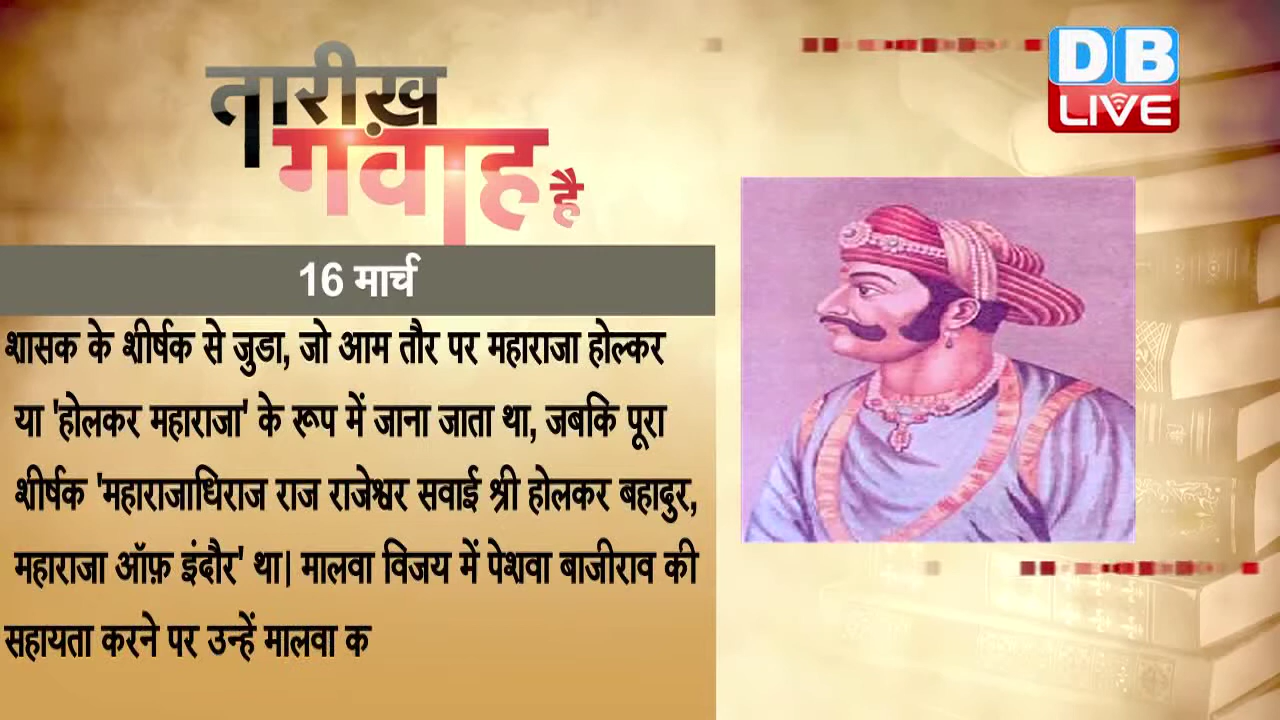 तारीख़
गवाह है
DB
LIVE
16 मार्च
शासक के शीर्षक से जुडा, जो आम तौर पर महाराजा होल्कर
या 'होलकर महाराजा' के रूप में जाना जाता था, जबकि पूरा
शीर्षक 'महाराजाधिराज राज राजेश्वर सवाई श्री होलकर बहादुर,
महाराजा ऑफ़ इंदौर' था| मालवा विजय में पेशवा बाजीराव की
सहायता करने पर उन्हें मालवा क